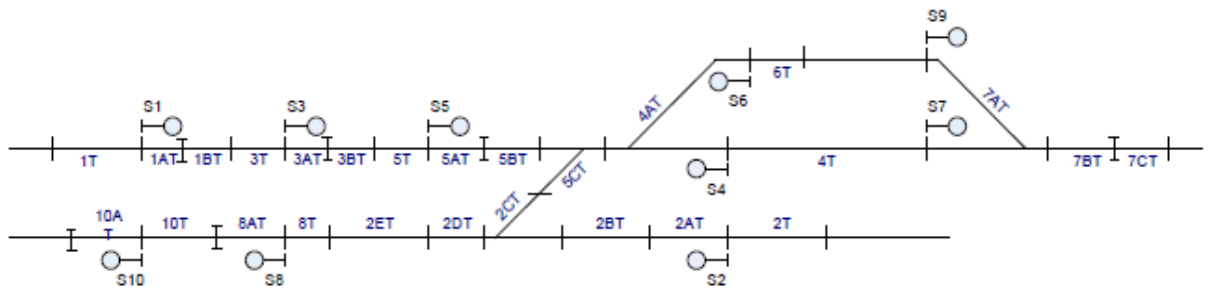 S9
6T
S6
4AT
7AT
S1
S3
S5
S7
1T
1AT
1BT
3T
3AT
3BT
5T
5AT
5BT
4T
7BT
7CT
S4
5CT
2CT
10A
T
10T
8AT
8T
2ET
2DT
2BT
2AT
2T
S10
S8
S2